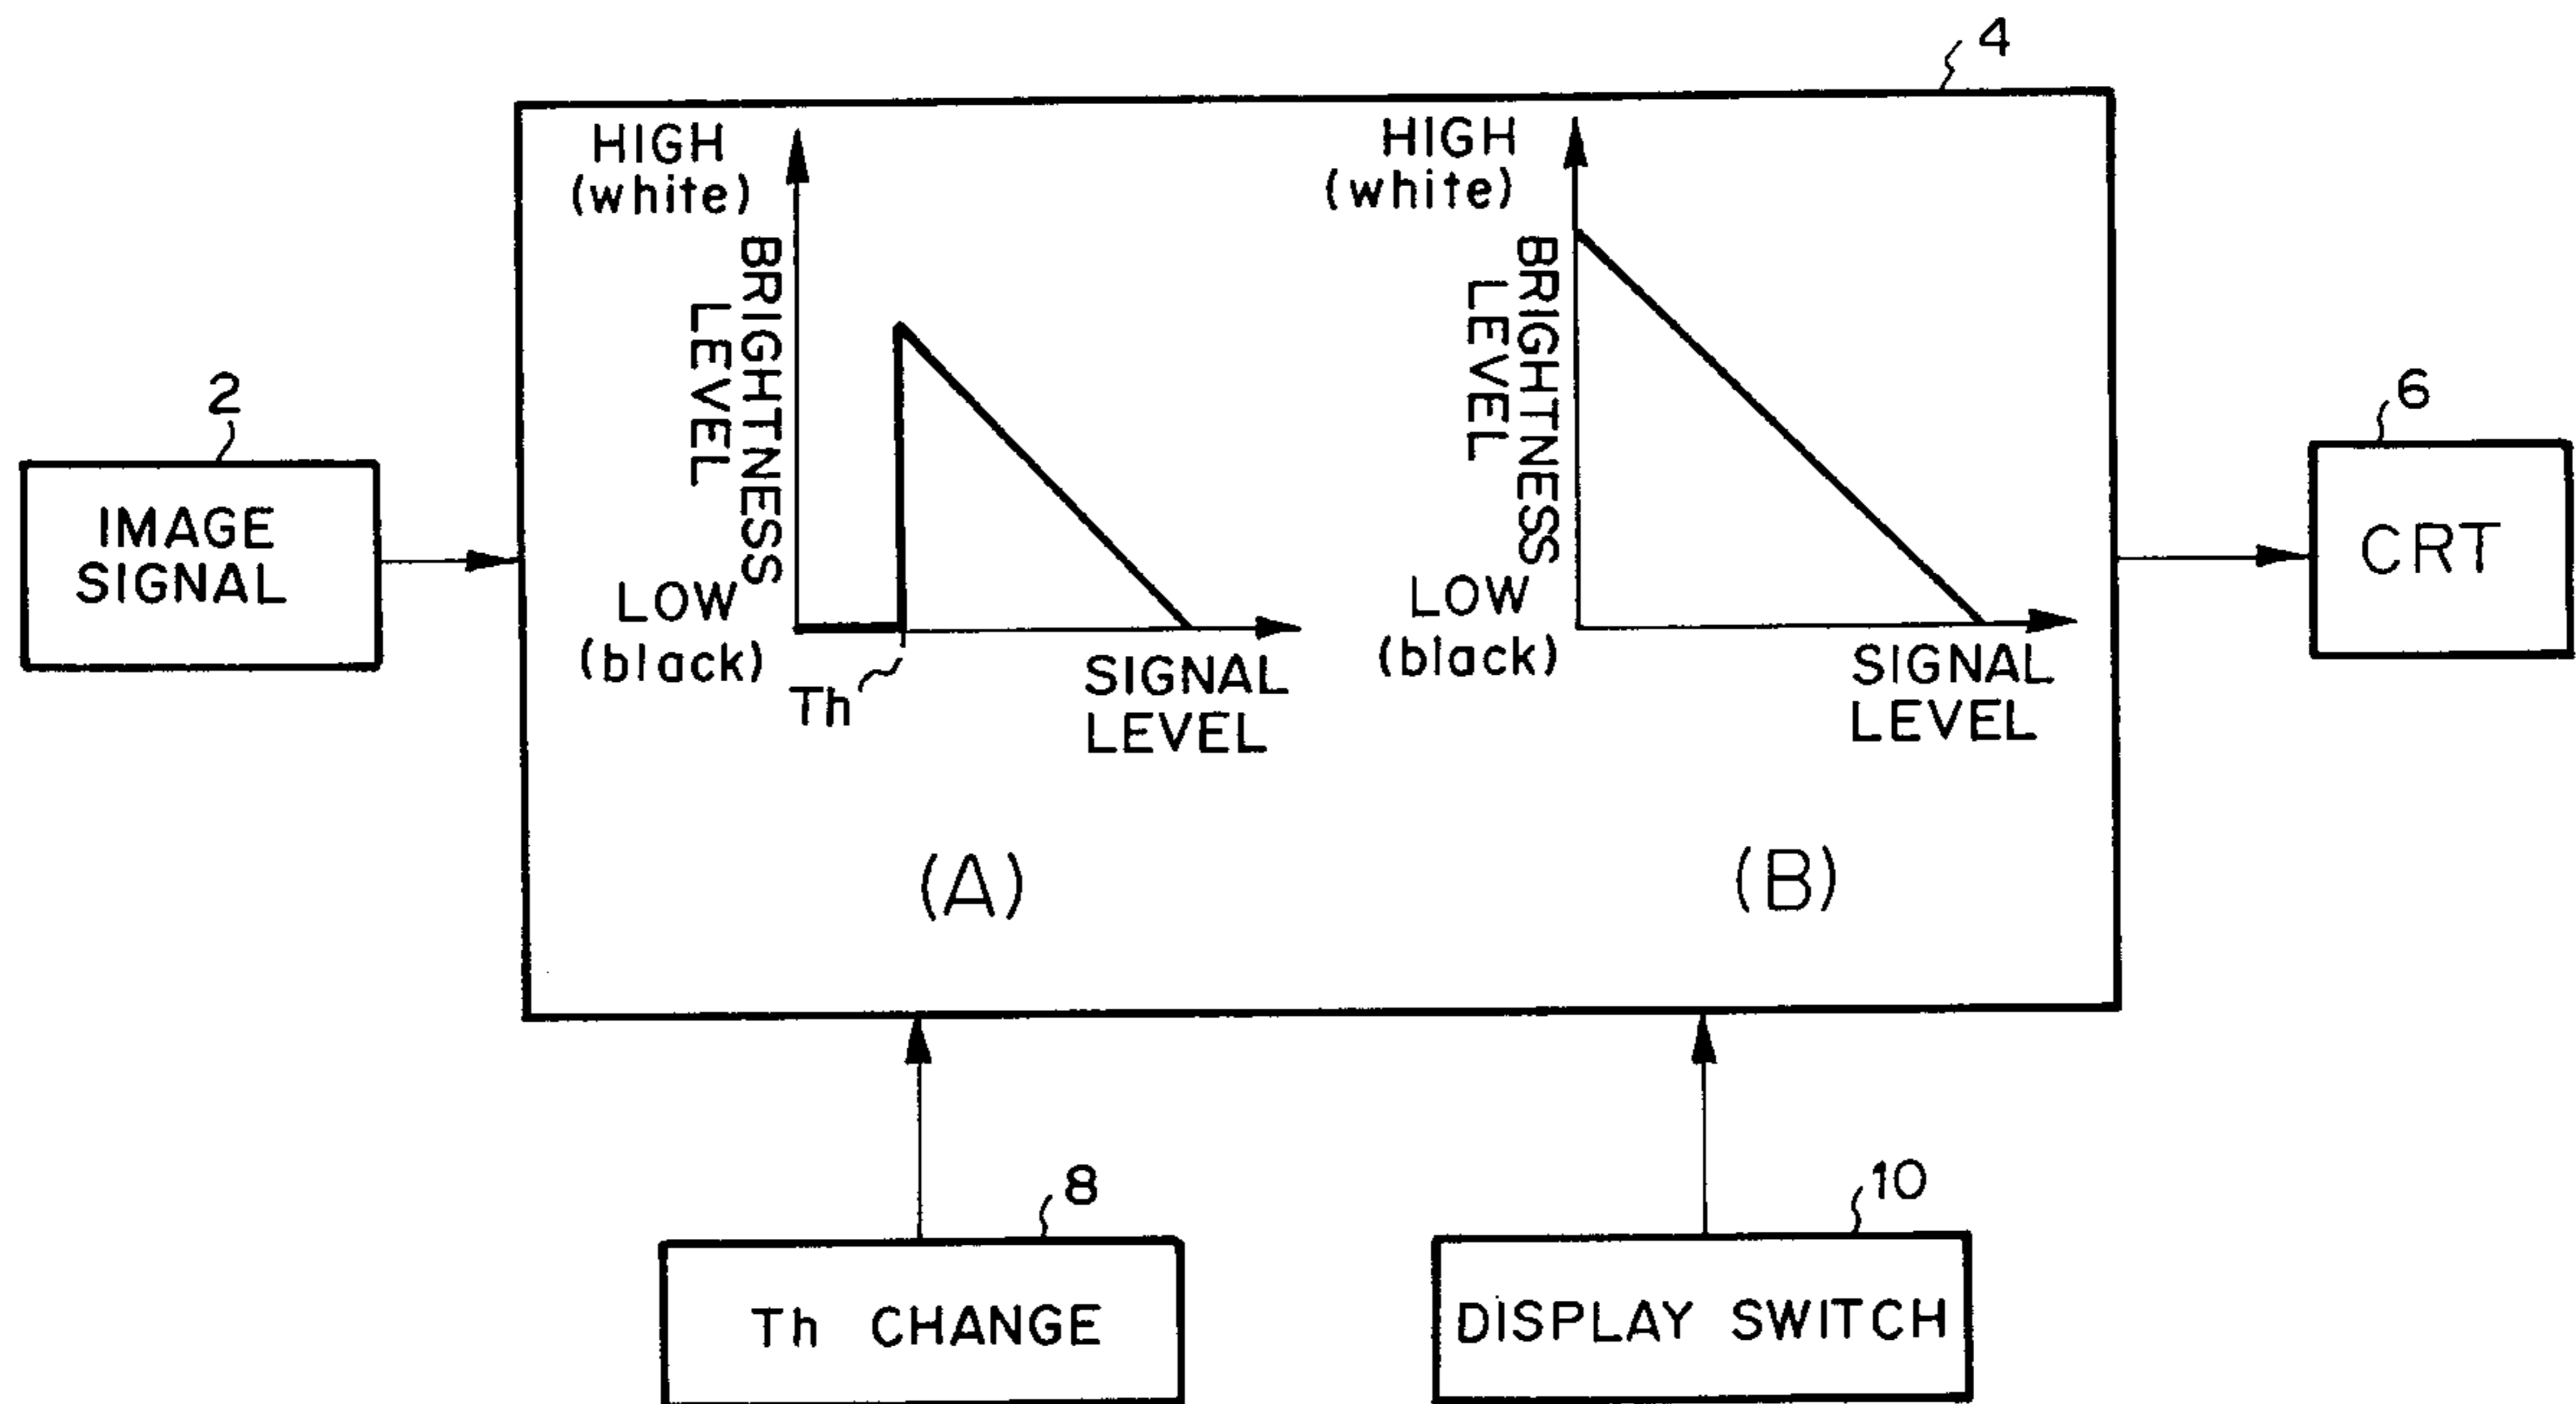 4
HIGH
(white)
BRIGHTNESS
LEVEL
LOW
(black)
Th
SIGNAL
LEVEL
(A)
HIGH
(white)
BRIGHTNESS
LEVEL
LOW
(black)
SIGNAL
LEVEL
(B)
2
IMAGE
SIGNAL
6
CRT
8
Th CHANGE
10
DISPLAY SWITCH